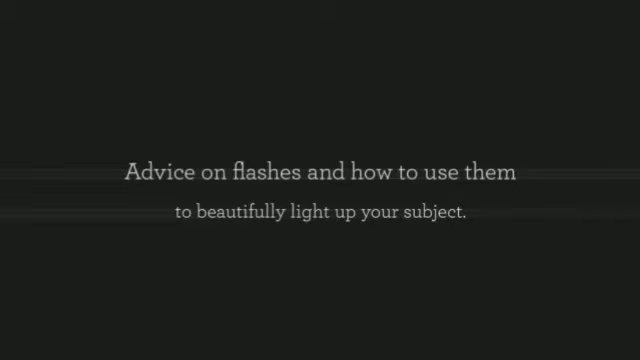 Advice on flashes and how to use them
to beautifully light up your subject.